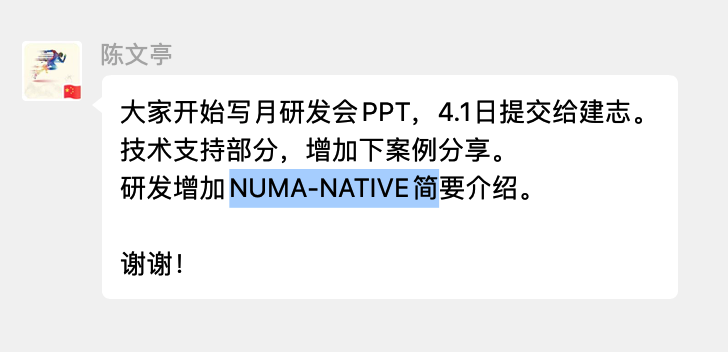 陈文亭
大家开始写月研发会PPT，4.1日提交给建志。
技术支持部分，增加下案例分享。
研发增加NUMA-NATIVE简要介绍。
谢谢！